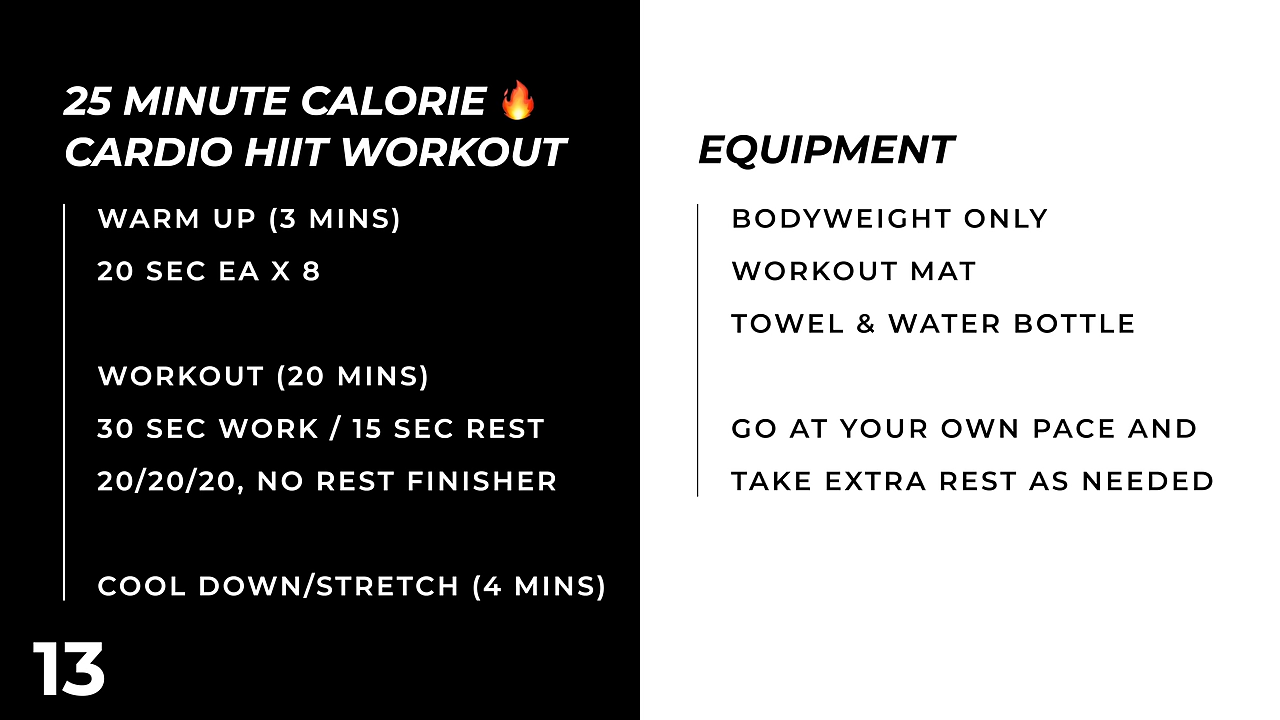 25 MINUTE CALORIE 🔥
CARDIO HIIT WORKOUT
WARM UP (3 MINS)
20 SEC EA X 8
WORKOUT (20 MINS)
30 SEC WORK / 15 SEC REST
20/20/20, NO REST FINISHER
COOL DOWN/STRETCH (4 MINS)
13
EQUIPMENT
BODYWEIGHT ONLY
WORKOUT MAT
TOWEL & WATER BOTTLE
GO AT YOUR OWN PACE AND
TAKE EXTRA REST AS NEEDED